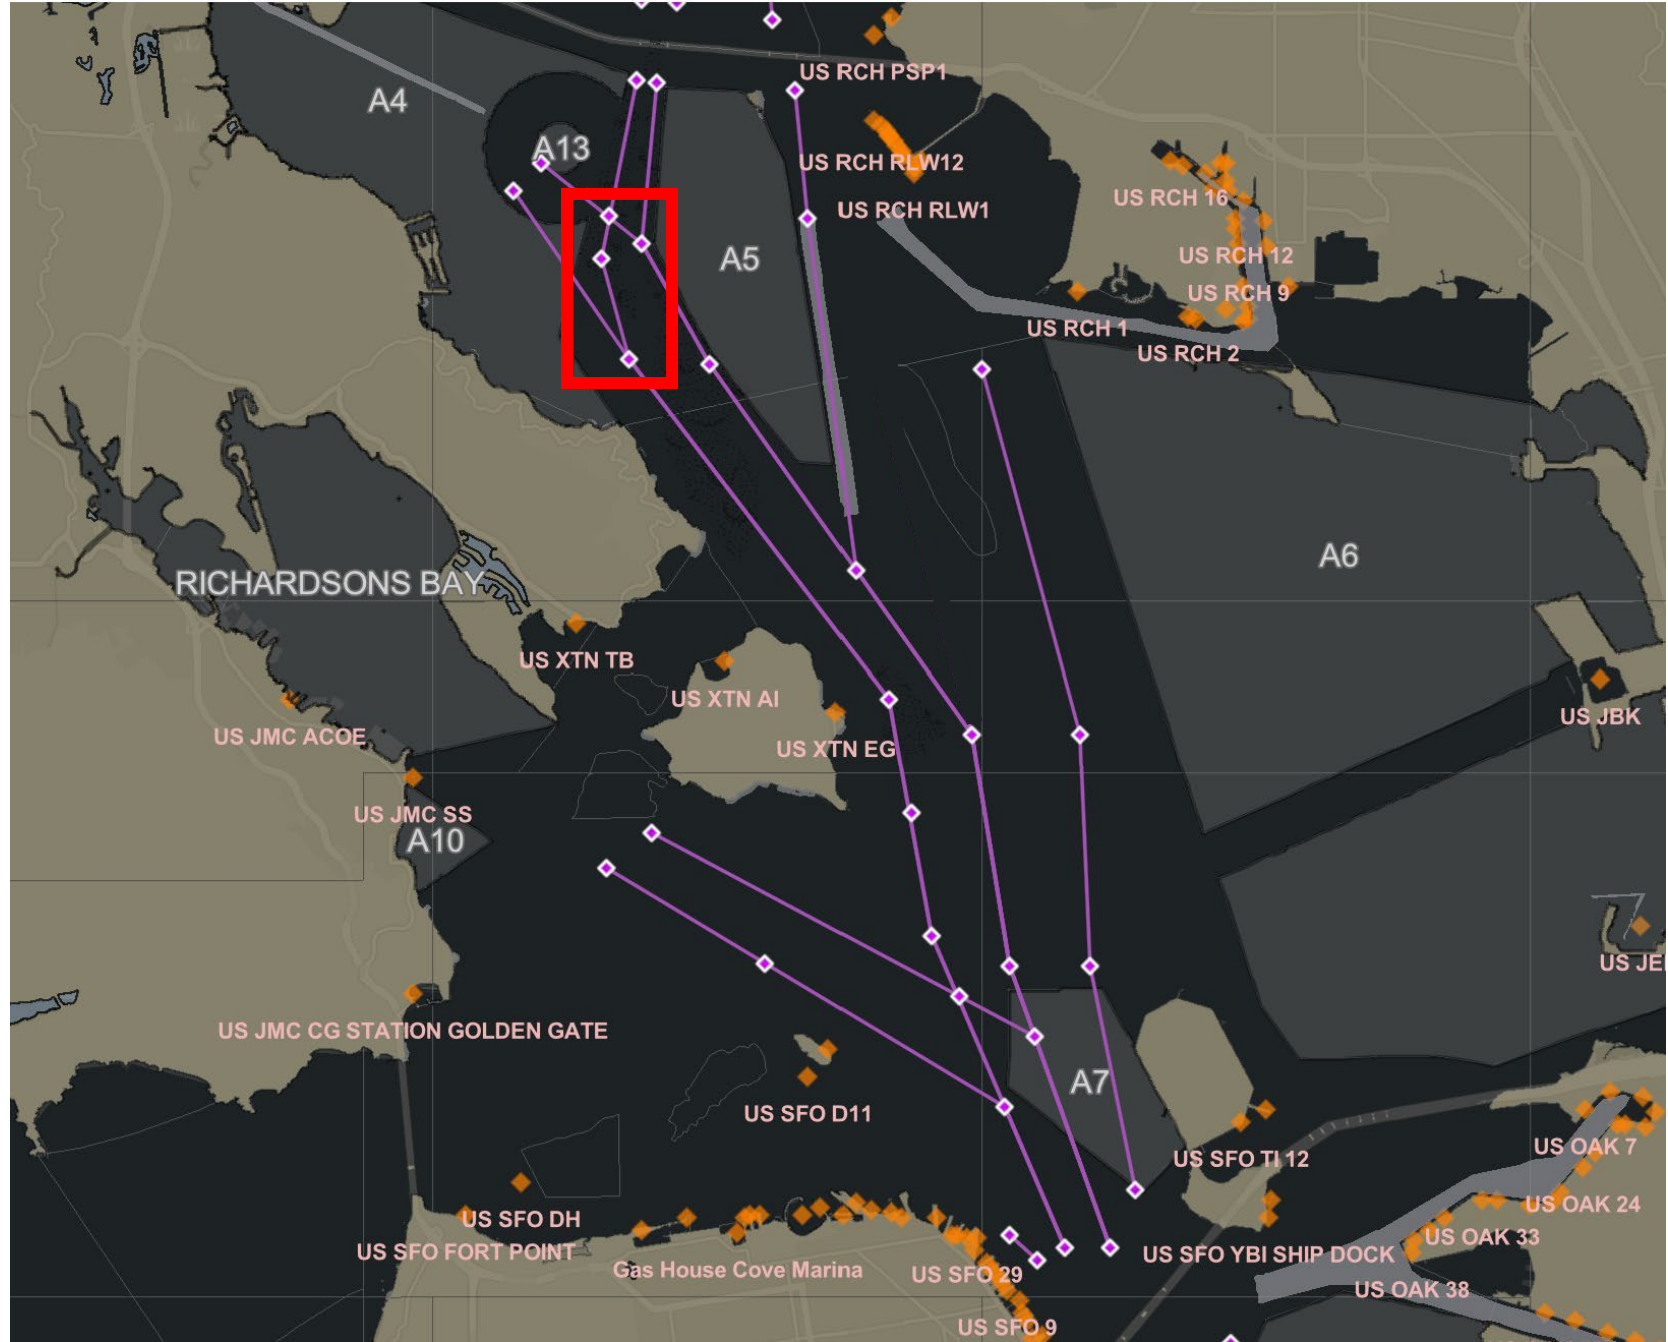 US RCH PSP1
A4
A13
US RCH RLW12
US RCH 16
US RCH RLW1
A5
US RCH 12
US RCH 9
US RCH 1
US RCH 2
A6
RICHARDSONS BAY
US XTN TB
US XTN AI
US JBK
US JMC ACOE
US XTN EG
US JMC SS
A10
US JEI
US JMC CG STATION GOLDEN GATE
A7
US SFO D11
US OAK 7
US SFO TI 12
US OAK 24
US SFO DH
US OAK 33
US SFO FORT POINT
US SFO YBI SHIP DOCK
Gas House Cove Marina
US SFO 29
US OAK 38
US SFO 9